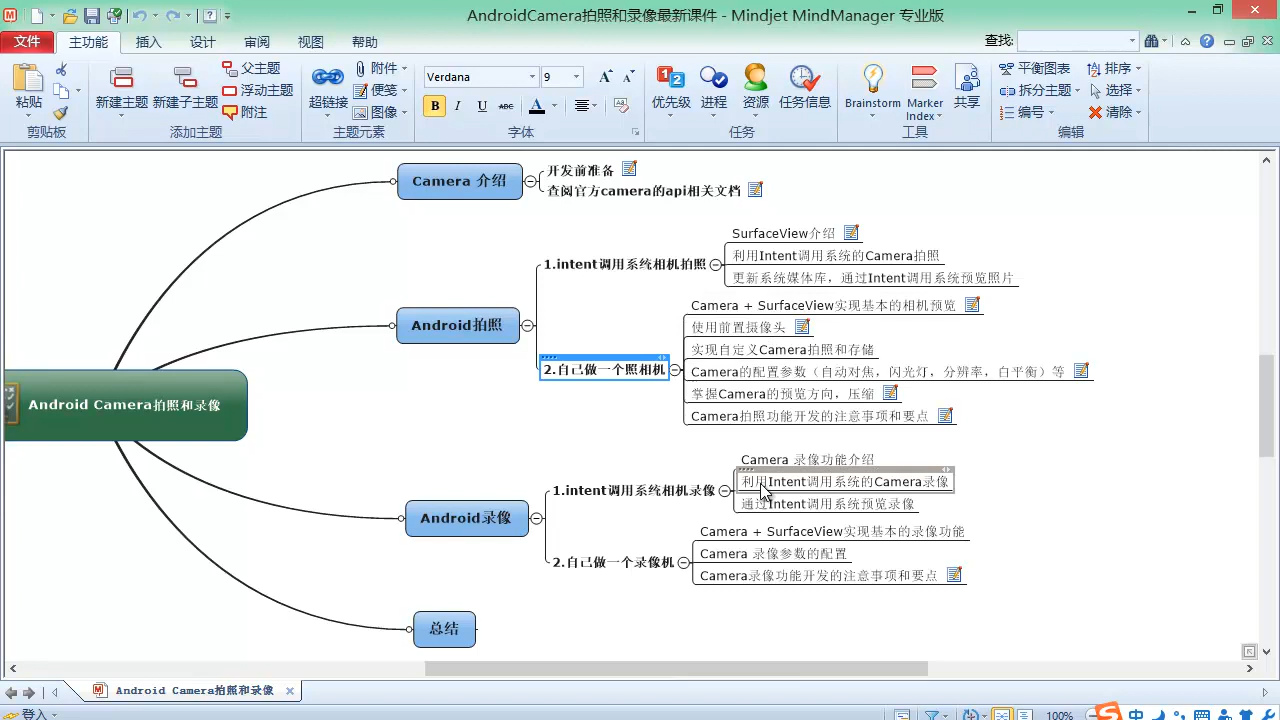 AndroidCamera拍照和录像最新课件 - Mindjet MindManager 专业版
文件 主功能 插入 设计 审阅 视图 帮助 查找:
粘贴
剪贴板
新建主题 新建子主题 父主题 浮动主题 附注
添加主题
超链接 附件 便笺 图像
主题元素
Verdana 9
B I U ABC A
字体
优先级 进程 资源 任务信息
任务
Brainstorm Marker Index 共享
工具
平衡图表 拆分主题 编号 排序 选择 清除
编辑
Camera 介绍
开发前准备
查阅官方camera的api相关文档
Android拍照
1.intent调用系统相机拍照
SurfaceView介绍
利用Intent调用系统的Camera拍照
更新系统媒体库，通过Intent调用系统预览照片
2.自己做一个照相机
Camera + SurfaceView实现基本的相机预览
使用前置摄像头
实现自定义Camera拍照和存储
Camera的配置参数（自动对焦，闪光灯，分辨率，白平衡）等
掌握Camera的预览方向，压缩
Camera拍照功能开发的注意事项和要点
Android Camera拍照和录像
Android录像
1.intent调用系统相机录像
Camera 录像功能介绍
利用Intent调用系统的Camera录像
通过Intent调用系统预览录像
2.自己做一个录像机
Camera + SurfaceView实现基本的录像功能
Camera 录像参数的配置
Camera录像功能开发的注意事项和要点
总结
Android Camera拍照和录像
登入 100% 中